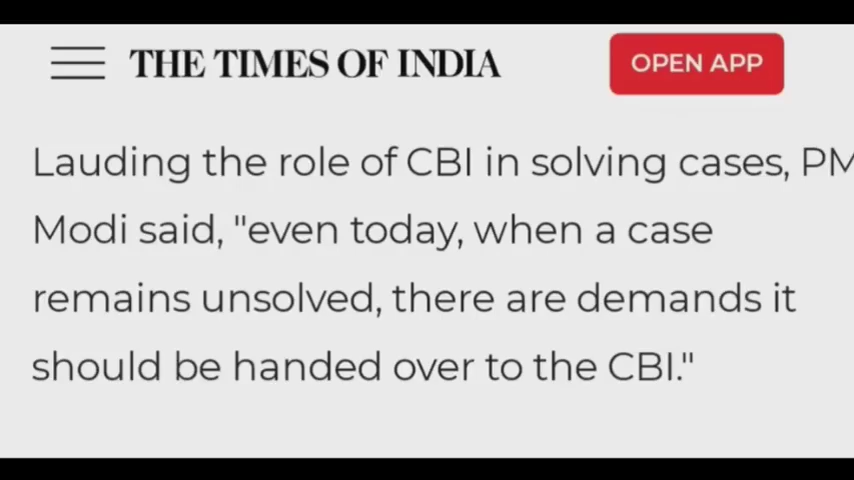 THE TIMES OF INDIA
OPEN APP
Lauding the role of CBI in solving cases, PM
Modi said, "even today, when a case
remains unsolved, there are demands it
should be handed over to the CBI."